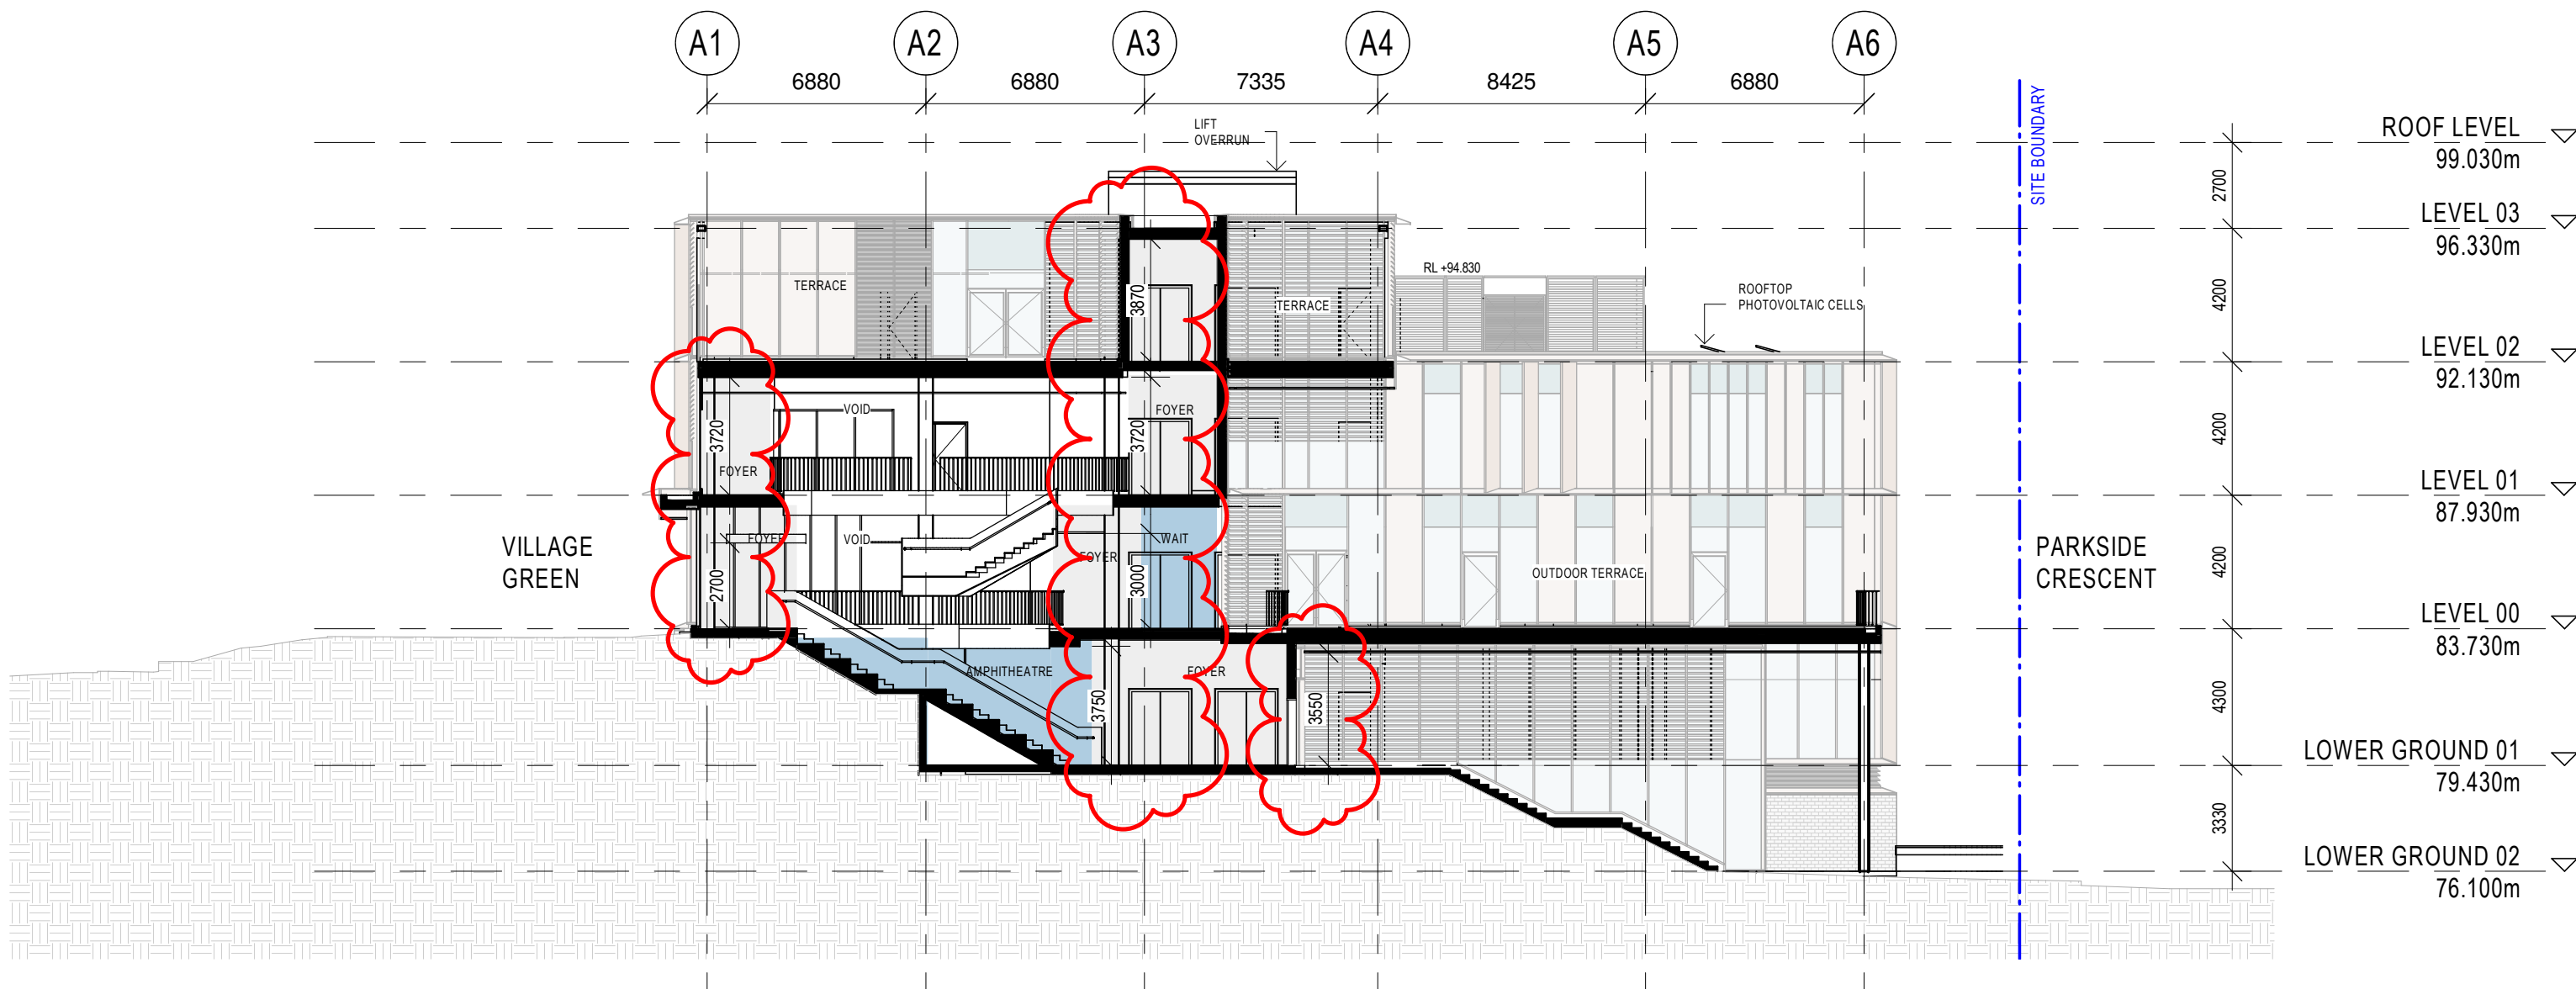 A1
A2
A3
A4
A5
A6
6880
6880
7335
8425
6880
LIFT
OVERRUN
SITE BOUNDARY
ROOF LEVEL
99.030m
2700
LEVEL 03
96.330m
4200
LEVEL 02
92.130m
4200
LEVEL 01
87.930m
4200
LEVEL 00
83.730m
4300
LOWER GROUND 01
79.430m
3330
LOWER GROUND 02
76.100m
TERRACE
3870
TERRACE
RL +94.830
ROOFTOP
PHOTOVOLTAIC CELLS
3720
VOID
FOYER
3720
FOYER
VILLAGE
GREEN
FOYER
VOID
FOYER
WAIT
2700
3000
OUTDOOR TERRACE
PARKSIDE
CRESCENT
AMPHITHEATRE
FOYER
3750
3550